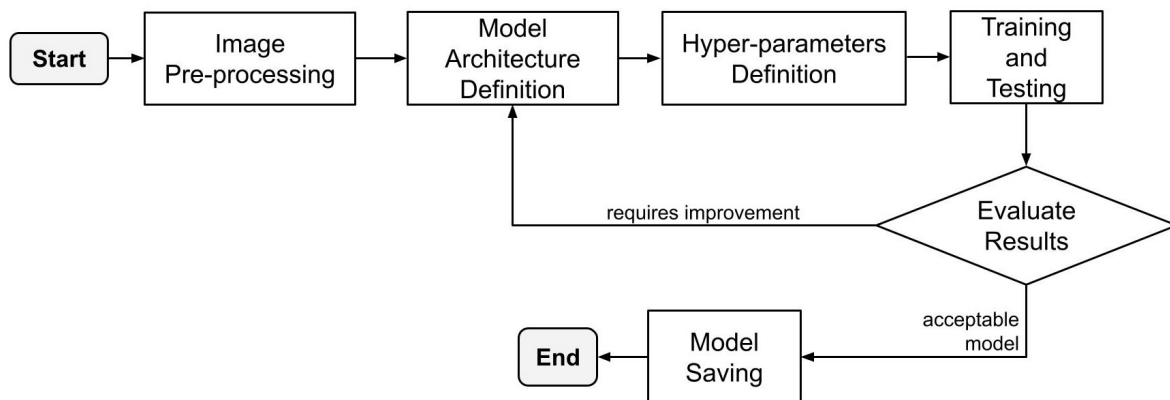 Start
Image
Pre-processing
Model
Architecture
Definition
Hyper-parameters
Definition
Training
and
Testing
requires improvement
Evaluate
Results
acceptable
model
Model
Saving
End